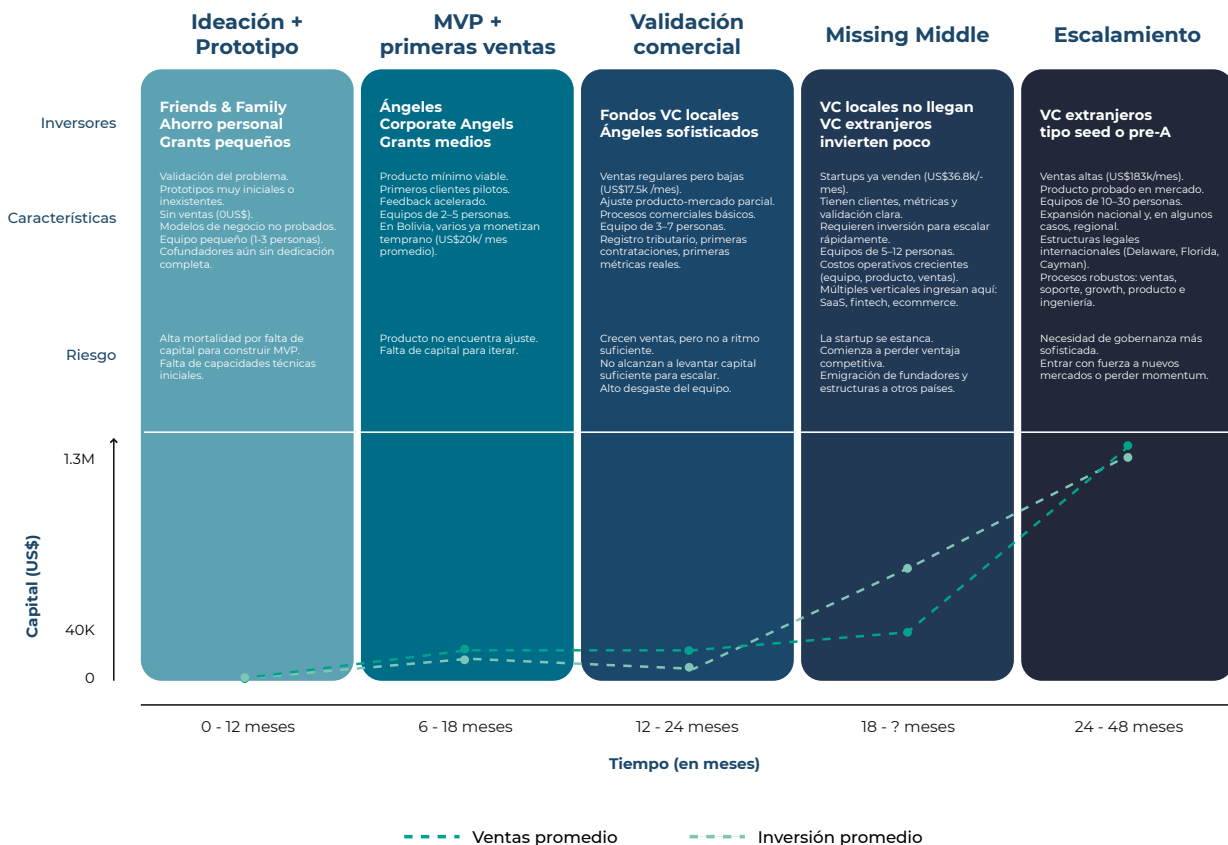 Ideación +
Prototipo
MVP +
primeras ventas
Validación
comercial
Missing Middle
Escalamiento
Inversores
Friends & Family
Ahorro personal
Grants pequeños
Ángeles
Corporate Angels
Grants medios
Fondos VC locales
Ángeles sofisticados
VC locales no llegan
VC extranjeros
invierten poco
VC extranjeros
tipo seed o pre-A
Características
Validación del problema.
Prototipos muy iniciales o
inexistentes.
Sin ventas (0US$).
Modelos de negocio no probados.
Equipo pequeño (1-3 personas).
Cofundadores aún sin dedicación
completa.
Producto mínimo viable.
Primeros clientes pilotos.
Feedback acelerado.
Equipos de 2–5 personas.
En Bolivia, varios ya monetizan
temprano (US$20k/ mes
promedio).
Ventas regulares pero bajas
(US$17.5k /mes).
Ajuste producto-mercado parcial.
Procesos comerciales básicos.
Equipo de 3–7 personas.
Registro tributario, primeras
contrataciones, primeras
métricas reales.
Startups ya venden (US$36.8k/-
mes).
Tienen clientes, métricas y
validación clara.
Requieren inversión para escalar
rápidamente.
Equipos de 5–12 personas.
Costos operativos crecientes
(equipo, producto, ventas).
Múltiples verticales ingresan aquí:
SaaS, fintech, ecommerce.
Ventas altas (US$183k/mes).
Producto probado en mercado.
Equipos de 10–30 personas.
Expansión nacional y, en algunos
casos, regional.
Estructuras legales
internacionales (Delaware, Florida,
Cayman).
Procesos robustos: ventas,
soporte, growth, producto e
ingeniería.
Riesgo
Alta mortalidad por falta de
capital para construir MVP.
Falta de capacidades técnicas
iniciales.
Producto no encuentra ajuste.
Falta de capital para iterar.
Crecen ventas, pero no a ritmo
suficiente.
No alcanzan a levantar capital
suficiente para escalar.
Alto desgaste del equipo.
La startup se estanca.
Comienza a perder ventaja
competitiva.
Emigración de fundadores y
estructuras a otros países.
Necesidad de gobernanza más
sofisticada.
Entrar con fuerza a nuevos
mercados o perder momentum.
Capital (US$)
1.3M
40K
0
0 - 12 meses
6 - 18 meses
12 - 24 meses
18 - ? meses
24 - 48 meses
Tiempo (en meses)
Ventas promedio
Inversión promedio